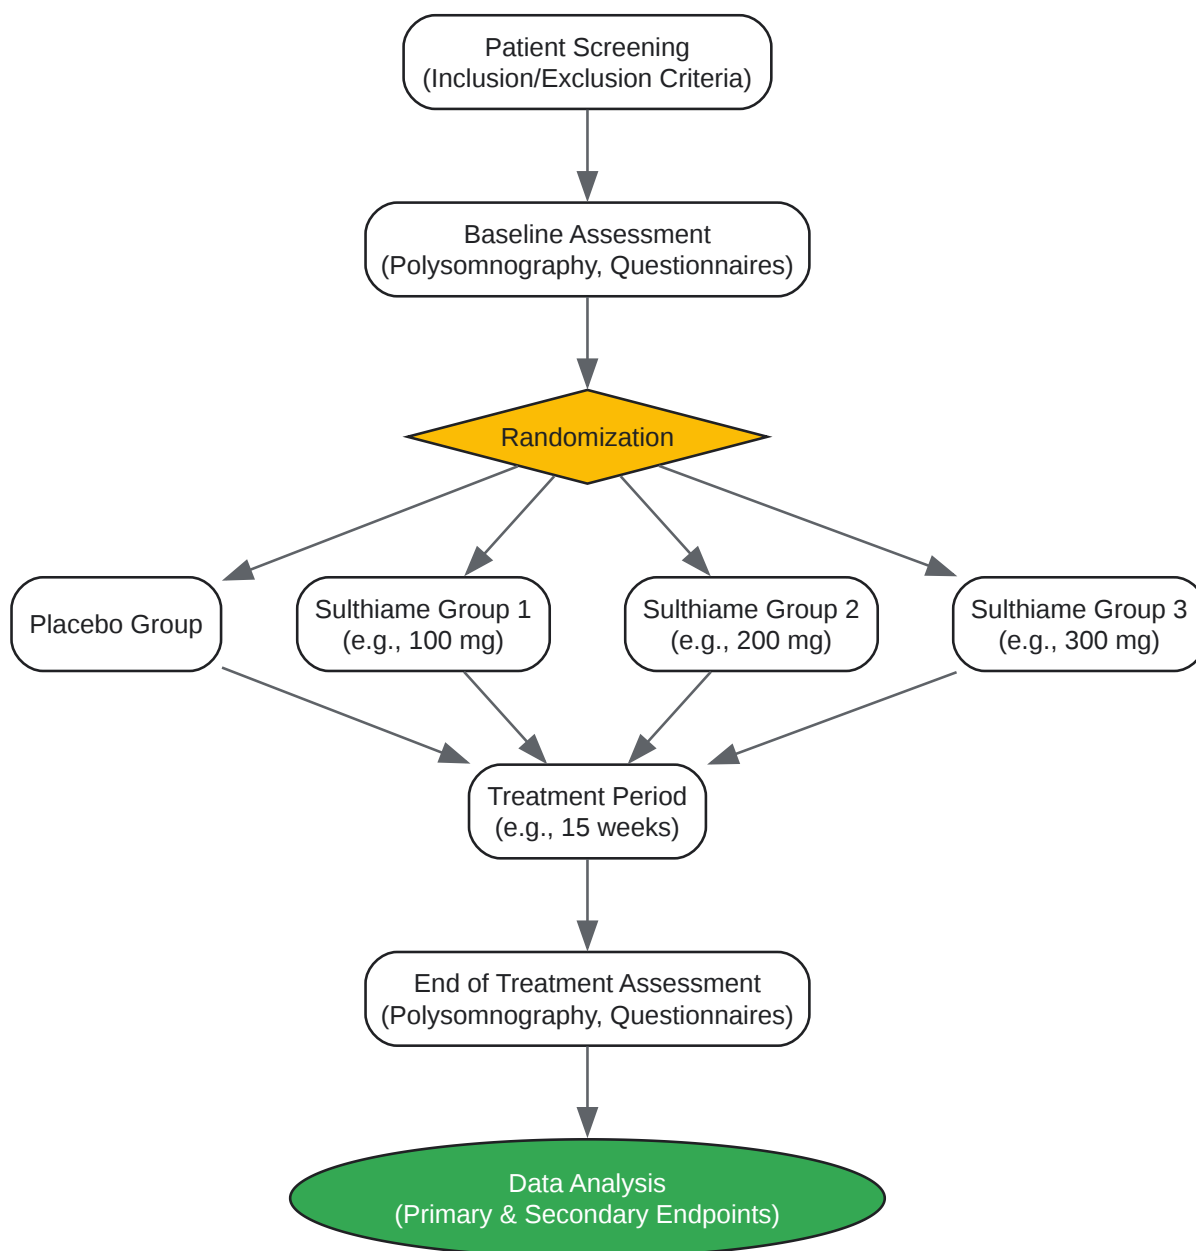 Patient Screening
(Inclusion/Exclusion Criteria)
Baseline Assessment
(Polysomnography, Questionnaires)
Randomization
Placebo Group
Sulthiame Group 1
(e.g., 100 mg)
Sulthiame Group 2
(e.g., 200 mg)
Sulthiame Group 3
(e.g., 300 mg)
Treatment Period
(e.g., 15 weeks)
End of Treatment Assessment
(Polysomnography, Questionnaires)
Data Analysis
(Primary & Secondary Endpoints)